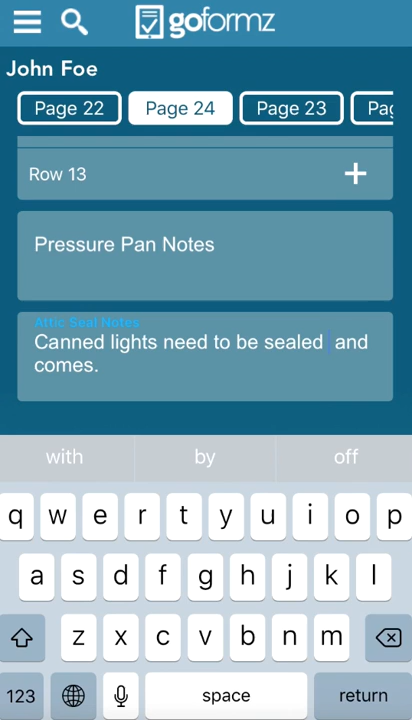 goformz
John Foe
Page 22 Page 24 Page 23 Pag
Row 13 +
Pressure Pan Notes
Attic Seal Notes
Canned lights need to be sealed and
comes.
with by off
q w e r t y u i o p
a s d f g h j k l
z x c v b n m
123 space return